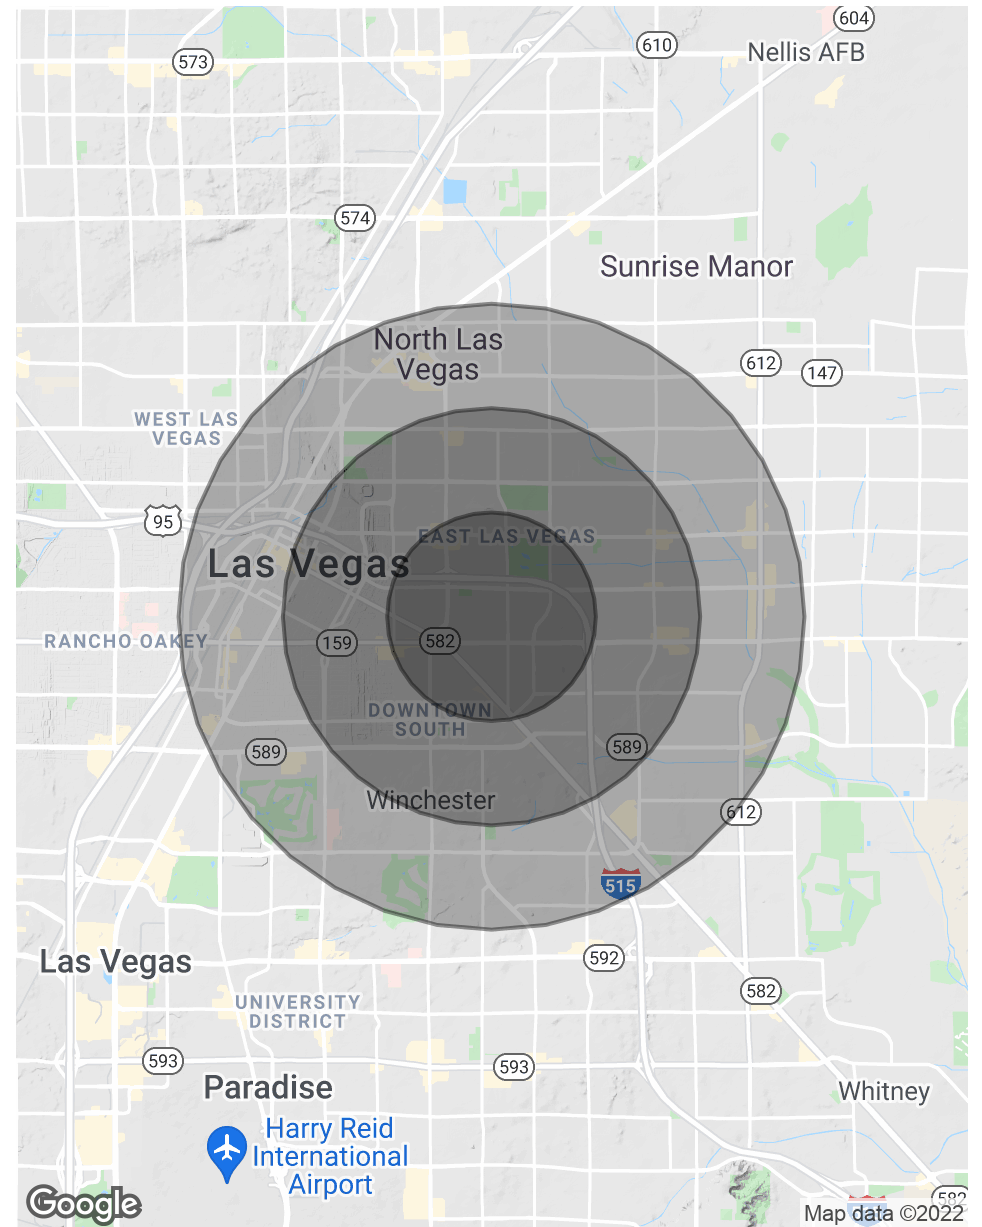 604
610
Nellis AFB
573
574
Sunrise Manor
North Las
Vegas
612
147
WEST LAS
VEGAS
95
EAST LAS VEGAS
Las Vegas
RANCHO OAKEY
159
582
DOWNTOWN
SOUTH
589
589
Winchester
612
515
Las Vegas
592
582
UNIVERSITY
DISTRICT
593
593
Paradise
Whitney
Harry Reid
International
Airport
582
Google
Map data ©2022